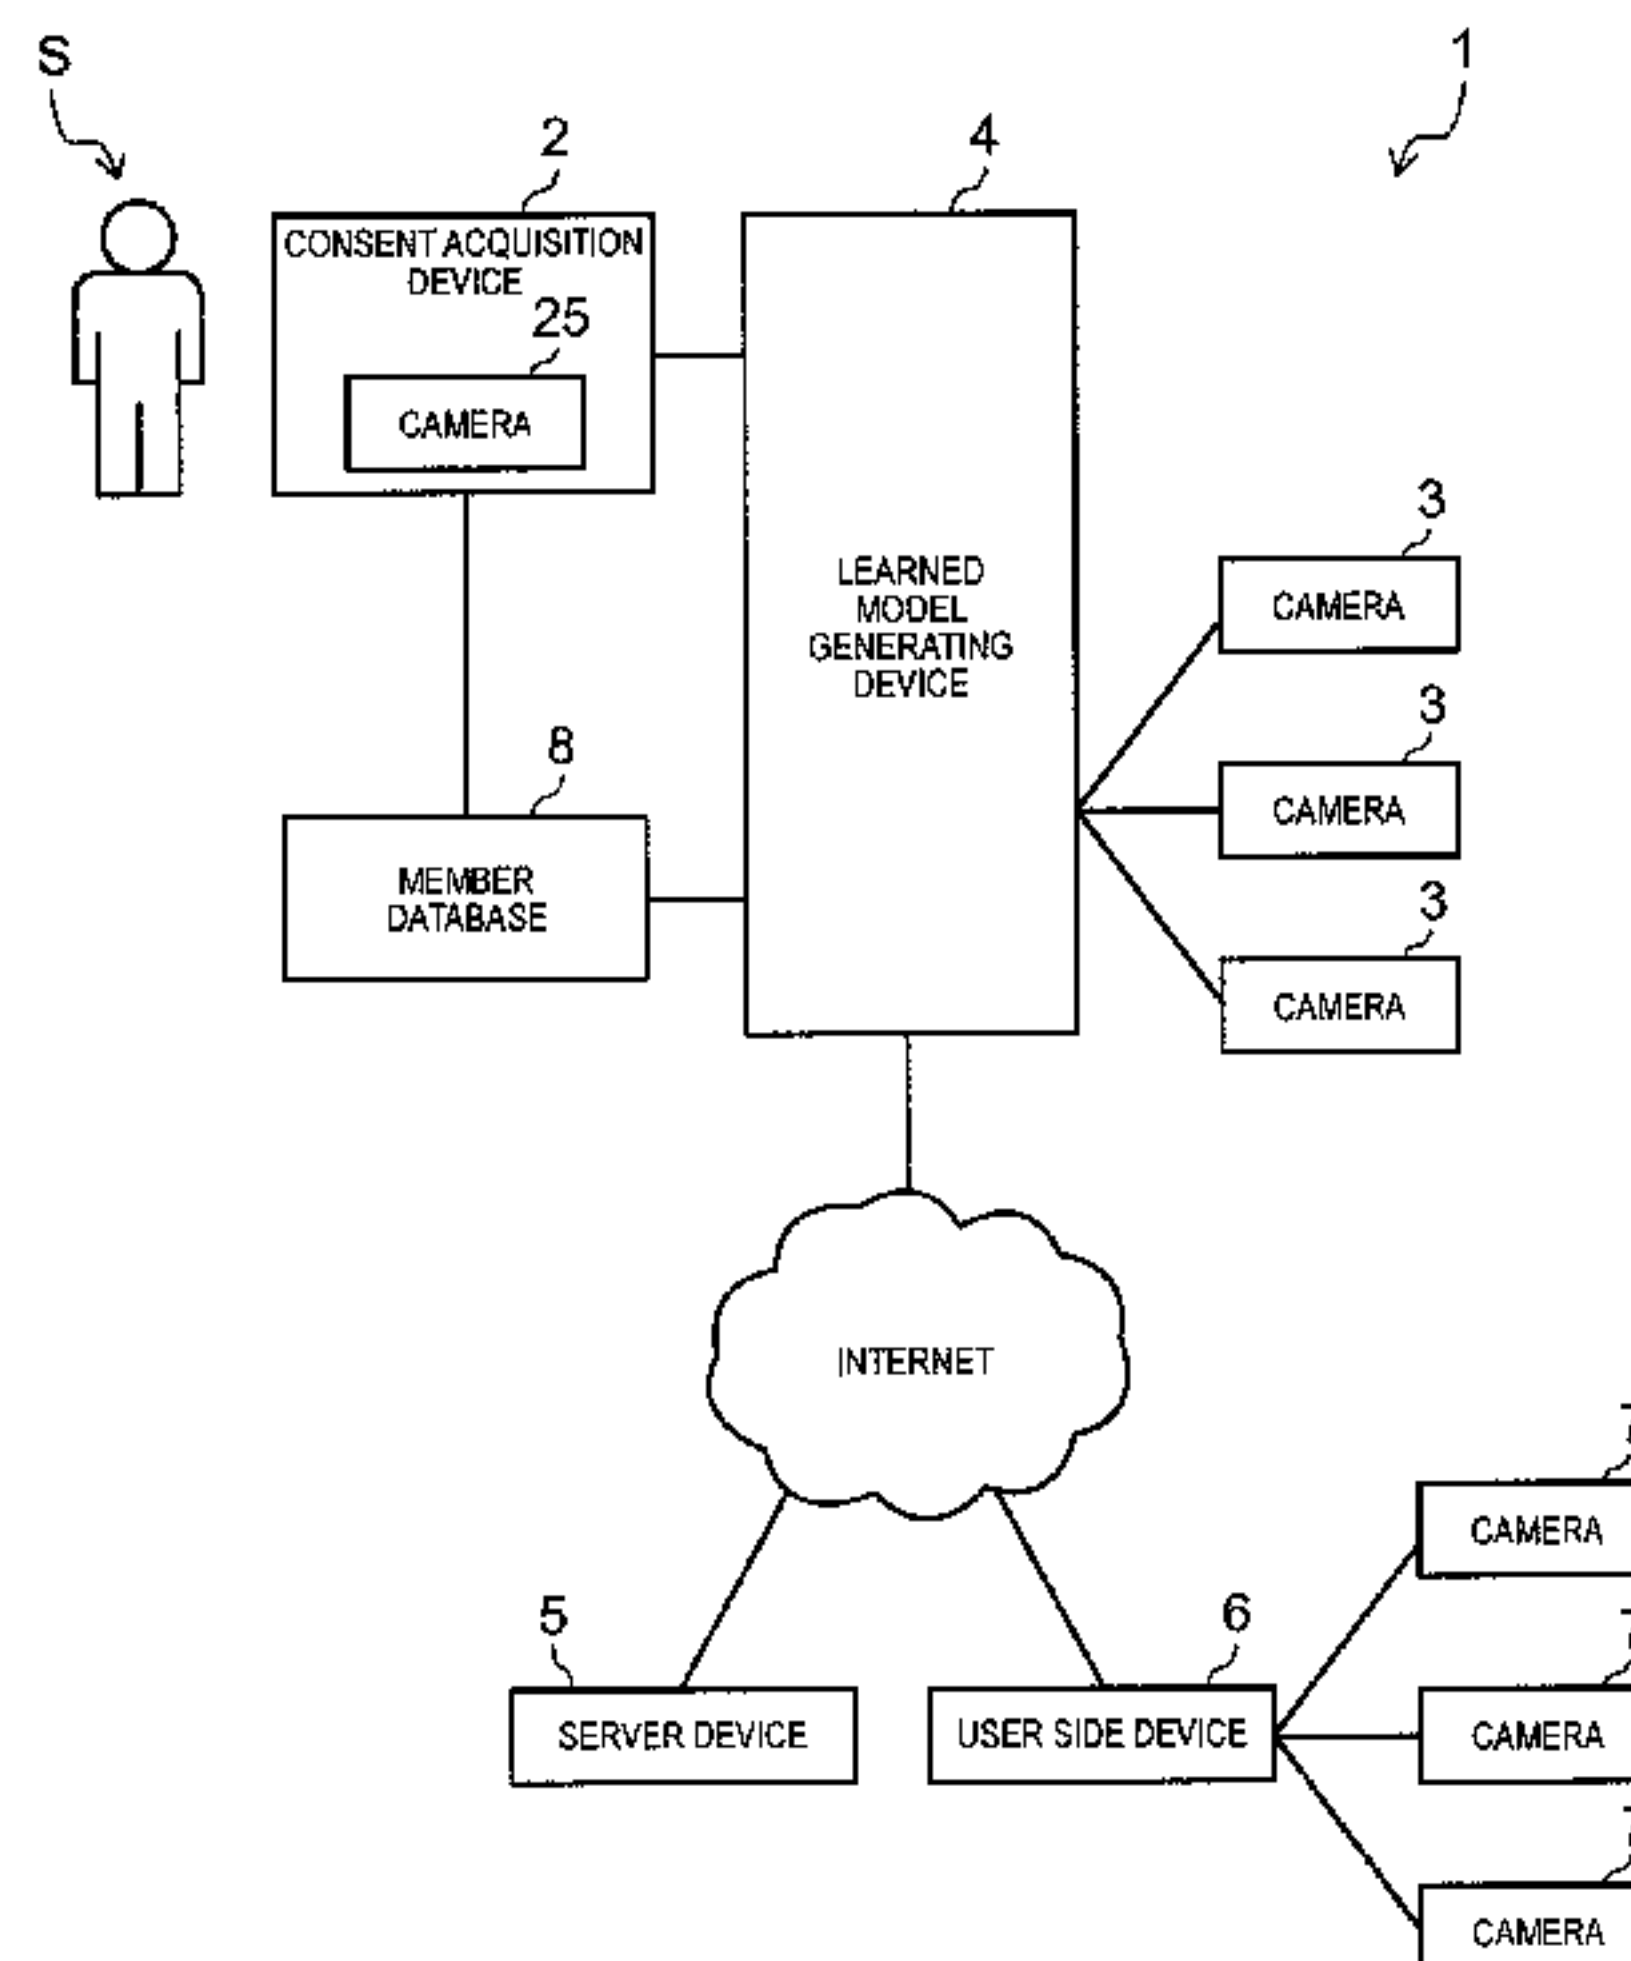 S
1
2
4
CONSENT ACQUISITION
DEVICE
25
CAMERA
LEARNED
MODEL
GENERATING
DEVICE
3
CAMERA
3
CAMERA
8
MEMBER
DATABASE
3
CAMERA
INTERNET
CAMERA
5
6
SERVER DEVICE
USER SIDE DEVICE
CAMERA
CAMERA